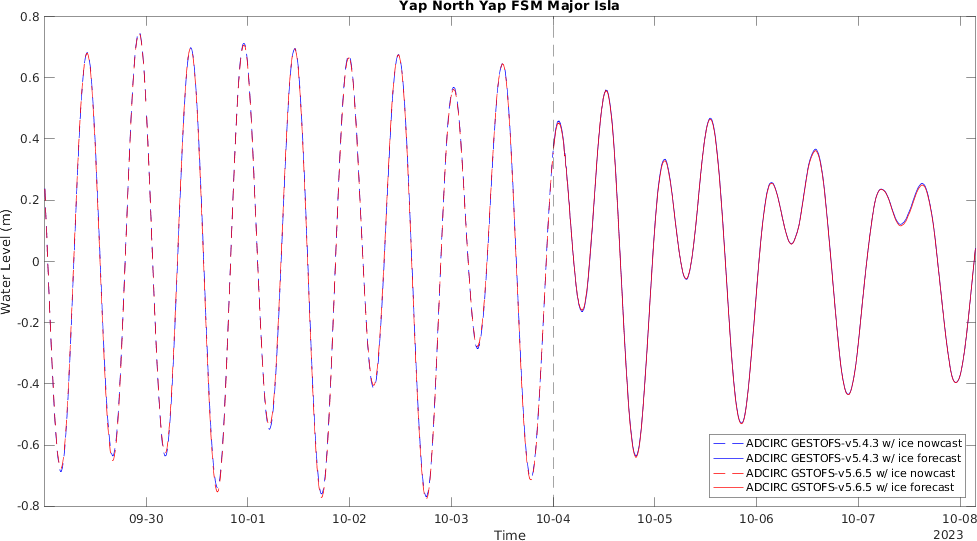 Yap North Yap FSM Major Isla
0.8
0.6
0.4
0.2
0
-0.2
-0.4
-0.6
-0.8
Water Level (m)
09-30 10-01 10-02 10-03 10-04 10-05 10-06 10-07 10-08
Time
2023
ADCIRC GESTOFS-v5.4.3 w/ ice nowcast
ADCIRC GESTOFS-v5.4.3 w/ ice forecast
ADCIRC GSTOFS-v5.6.5 w/ ice nowcast
ADCIRC GSTOFS-v5.6.5 w/ ice forecast